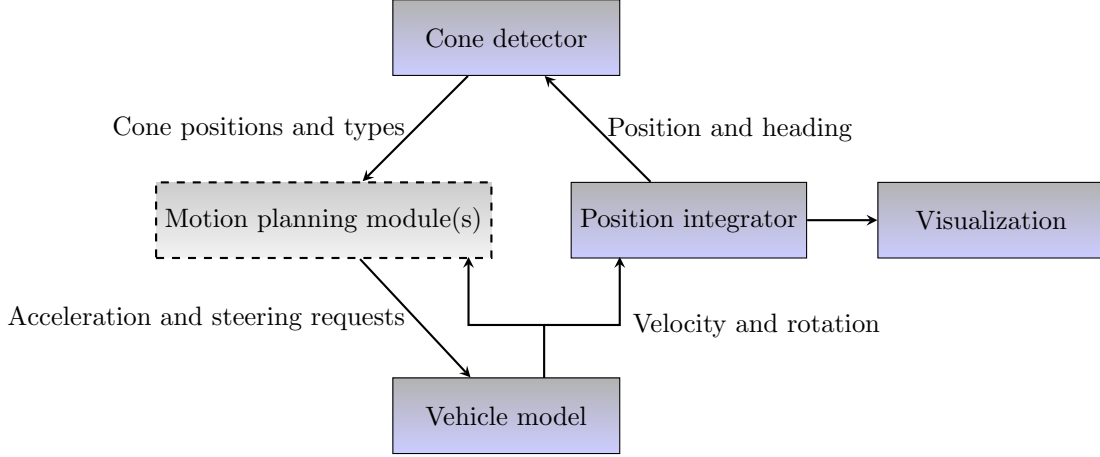 Cone detector
Cone positions and types
Position and heading
Motion planning module(s)
Position integrator
Visualization
Acceleration and steering requests
Velocity and rotation
Vehicle model